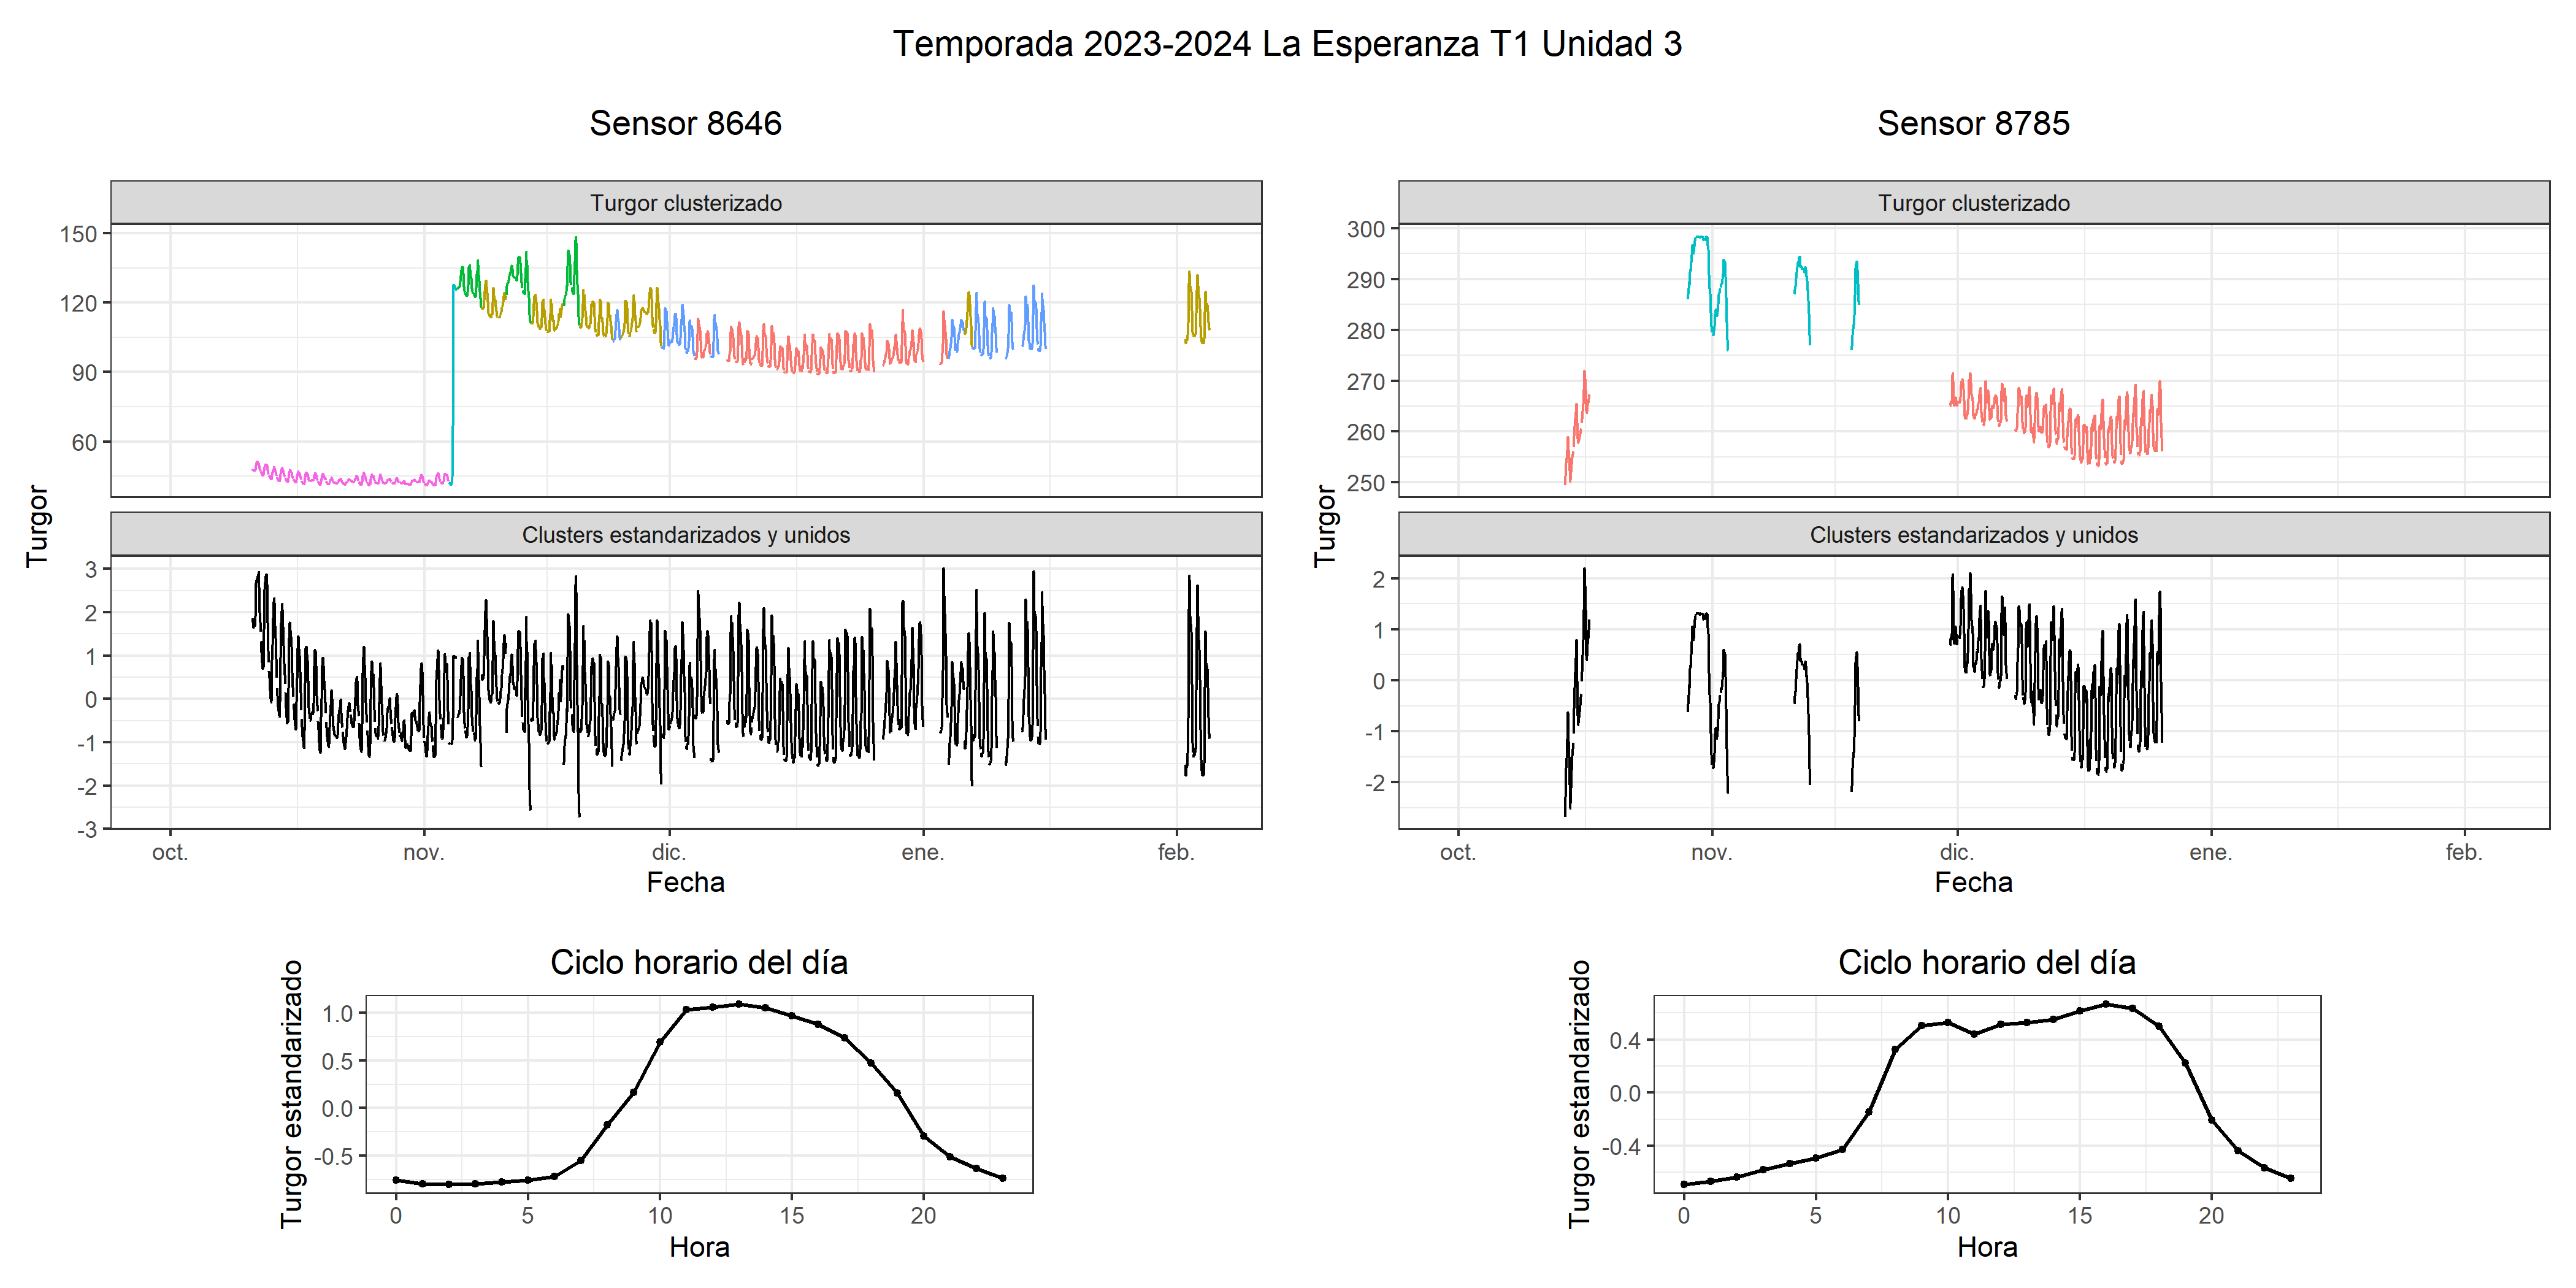 Temporada 2023-2024 La Esperanza T1 Unidad 3
Sensor 8646
Turgor clusterizado
150
120
90
60
Clusters estandarizados y unidos
3
2
1
0
-1
-2
-3
Turgor
oct.
nov.
dic.
ene.
feb.
Fecha
Ciclo horario del día
1.0
0.5
0.0
-0.5
Turgor estandarizado
0
5
10
15
20
Hora
Sensor 8785
Turgor clusterizado
300
290
280
270
260
250
Clusters estandarizados y unidos
2
1
0
-1
-2
Turgor
oct.
nov.
dic.
ene.
feb.
Fecha
Ciclo horario del día
0.4
0.0
-0.4
Turgor estandarizado
0
5
10
15
20
Hora